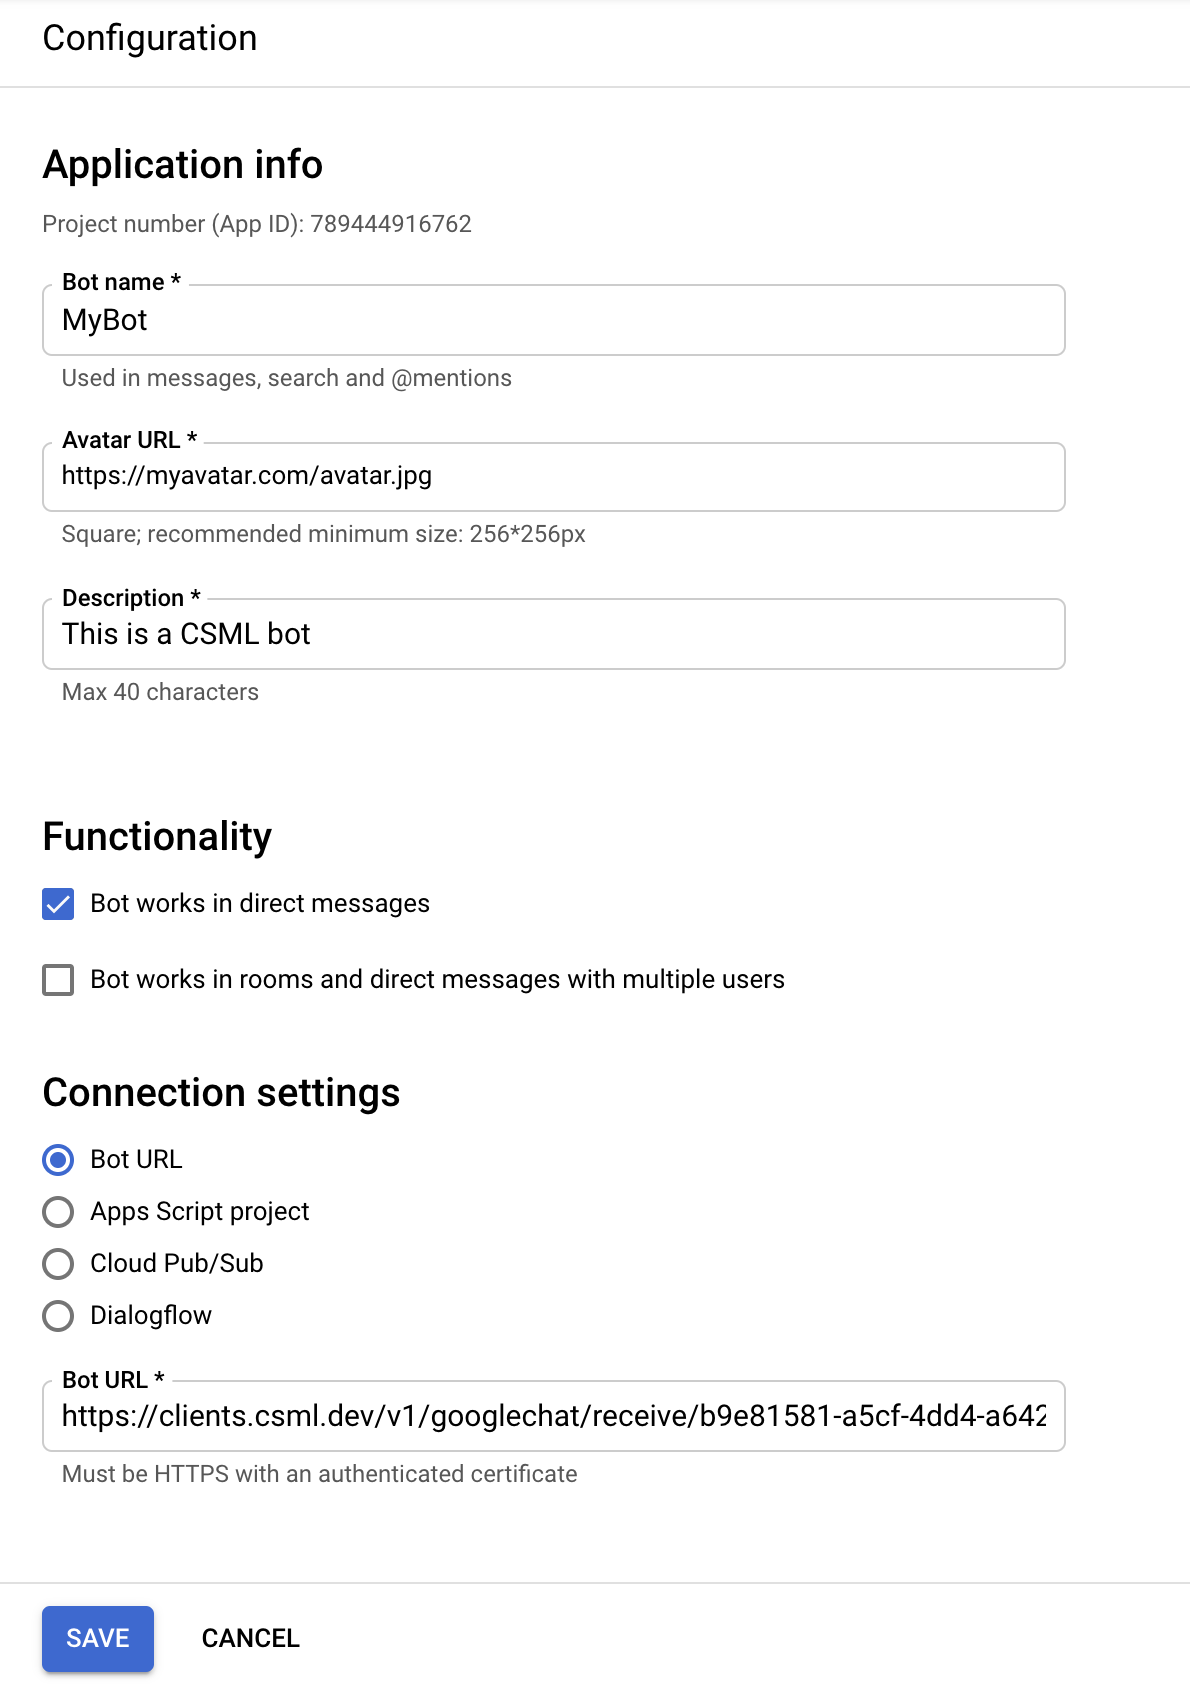 Configuration
Application info
Project number (App ID): 789444916762
Bot name *
MyBot
Used in messages, search and @mentions
Avatar URL *
https://myavatar.com/avatar.jpg
Square; recommended minimum size: 256*256px
Description *
This is a CSML bot
Max 40 characters
Functionality
Bot works in direct messages
Bot works in rooms and direct messages with multiple users
Connection settings
Bot URL
Apps Script project
Cloud Pub/Sub
Dialogflow
Bot URL *
https://clients.csml.dev/v1/googlechat/receive/b9e81581-a5cf-4dd4-a642
Must be HTTPS with an authenticated certificate
SAVE CANCEL